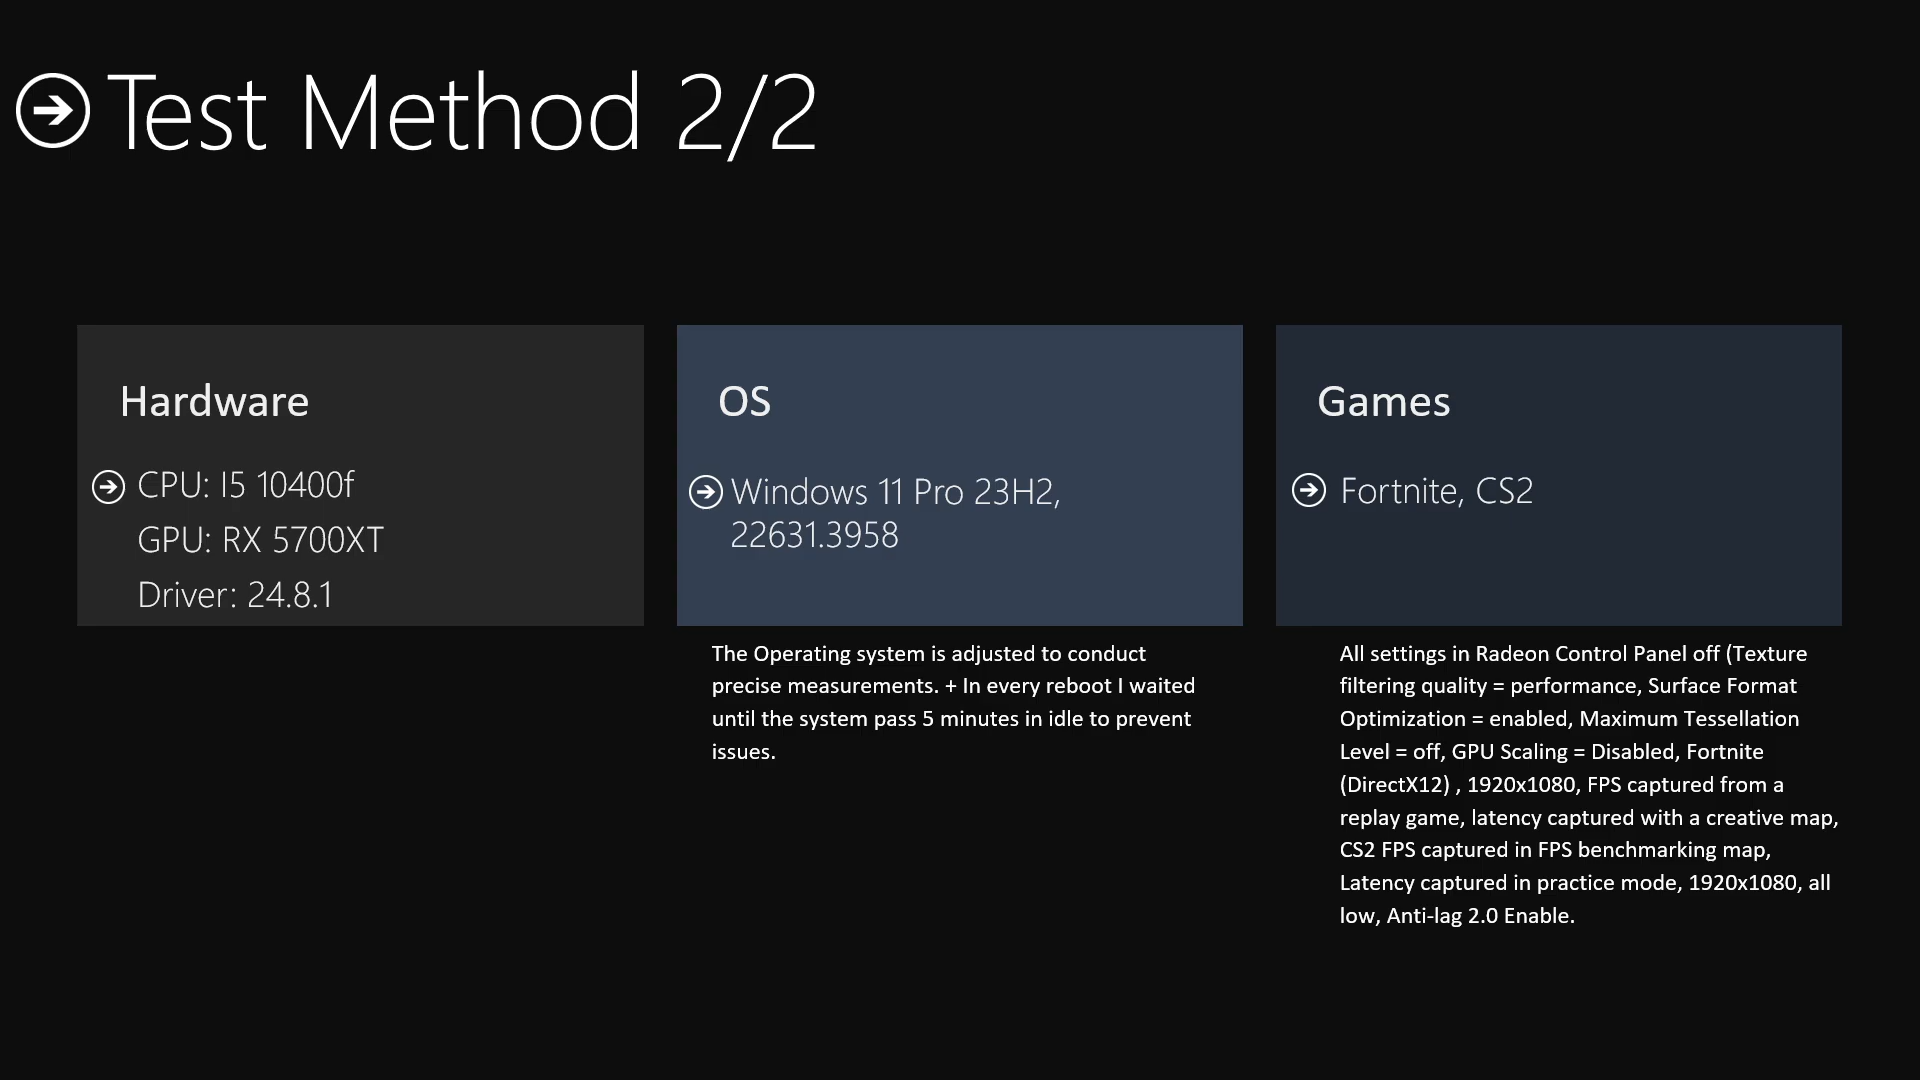 Test Method 2/2
Hardware
CPU: I5 10400f
GPU: RX 5700XT
Driver: 24.8.1
OS
Windows 11 Pro 23H2,
22631.3958
The Operating system is adjusted to conduct
precise measurements. + In every reboot I waited
until the system pass 5 minutes in idle to prevent
issues.
Games
Fortnite, CS2
All settings in Radeon Control Panel off (Texture
filtering quality = performance, Surface Format
Optimization = enabled, Maximum Tessellation
Level = off, GPU Scaling = Disabled, Fortnite
(DirectX12) , 1920x1080, FPS captured from a
replay game, latency captured with a creative map,
CS2 FPS captured in FPS benchmarking map,
Latency captured in practice mode, 1920x1080, all
low, Anti-lag 2.0 Enable.